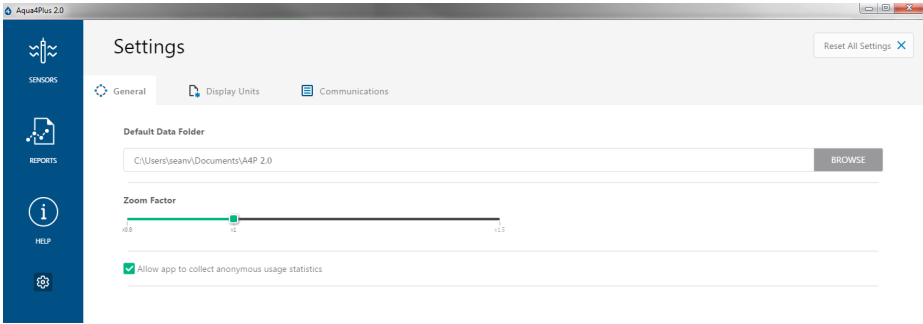 Aqua4Plus 2.0
Settings
Reset All Settings
SENSORS
General
Display Units
Communications
Default Data Folder
C:\Users\seanv\Documents\A4P 2.0
BROWSE
REPORTS
Zoom Factor
x0.8 x1 x1.5
HELP
Allow app to collect anonymous usage statistics